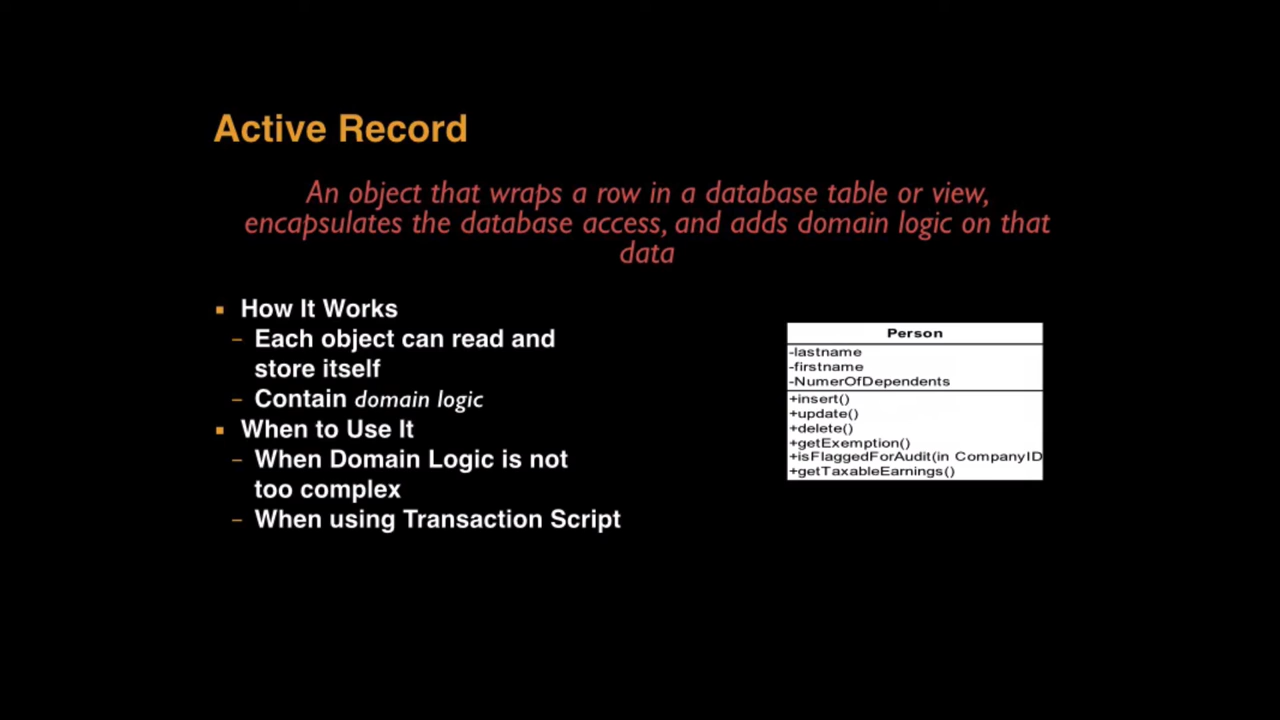 Active Record
An object that wraps a row in a database table or view,
encapsulates the database access, and adds domain logic on that
data
▪ How It Works
– Each object can read and
store itself
– Contain domain logic
▪ When to Use It
– When Domain Logic is not
too complex
– When using Transaction Script
Person
-lastname
-firstname
-NumerOfDependents
+insert()
+update()
+delete()
+getExemption()
+isFlaggedForAudit(in CompanyID
+getTaxableEarnings()